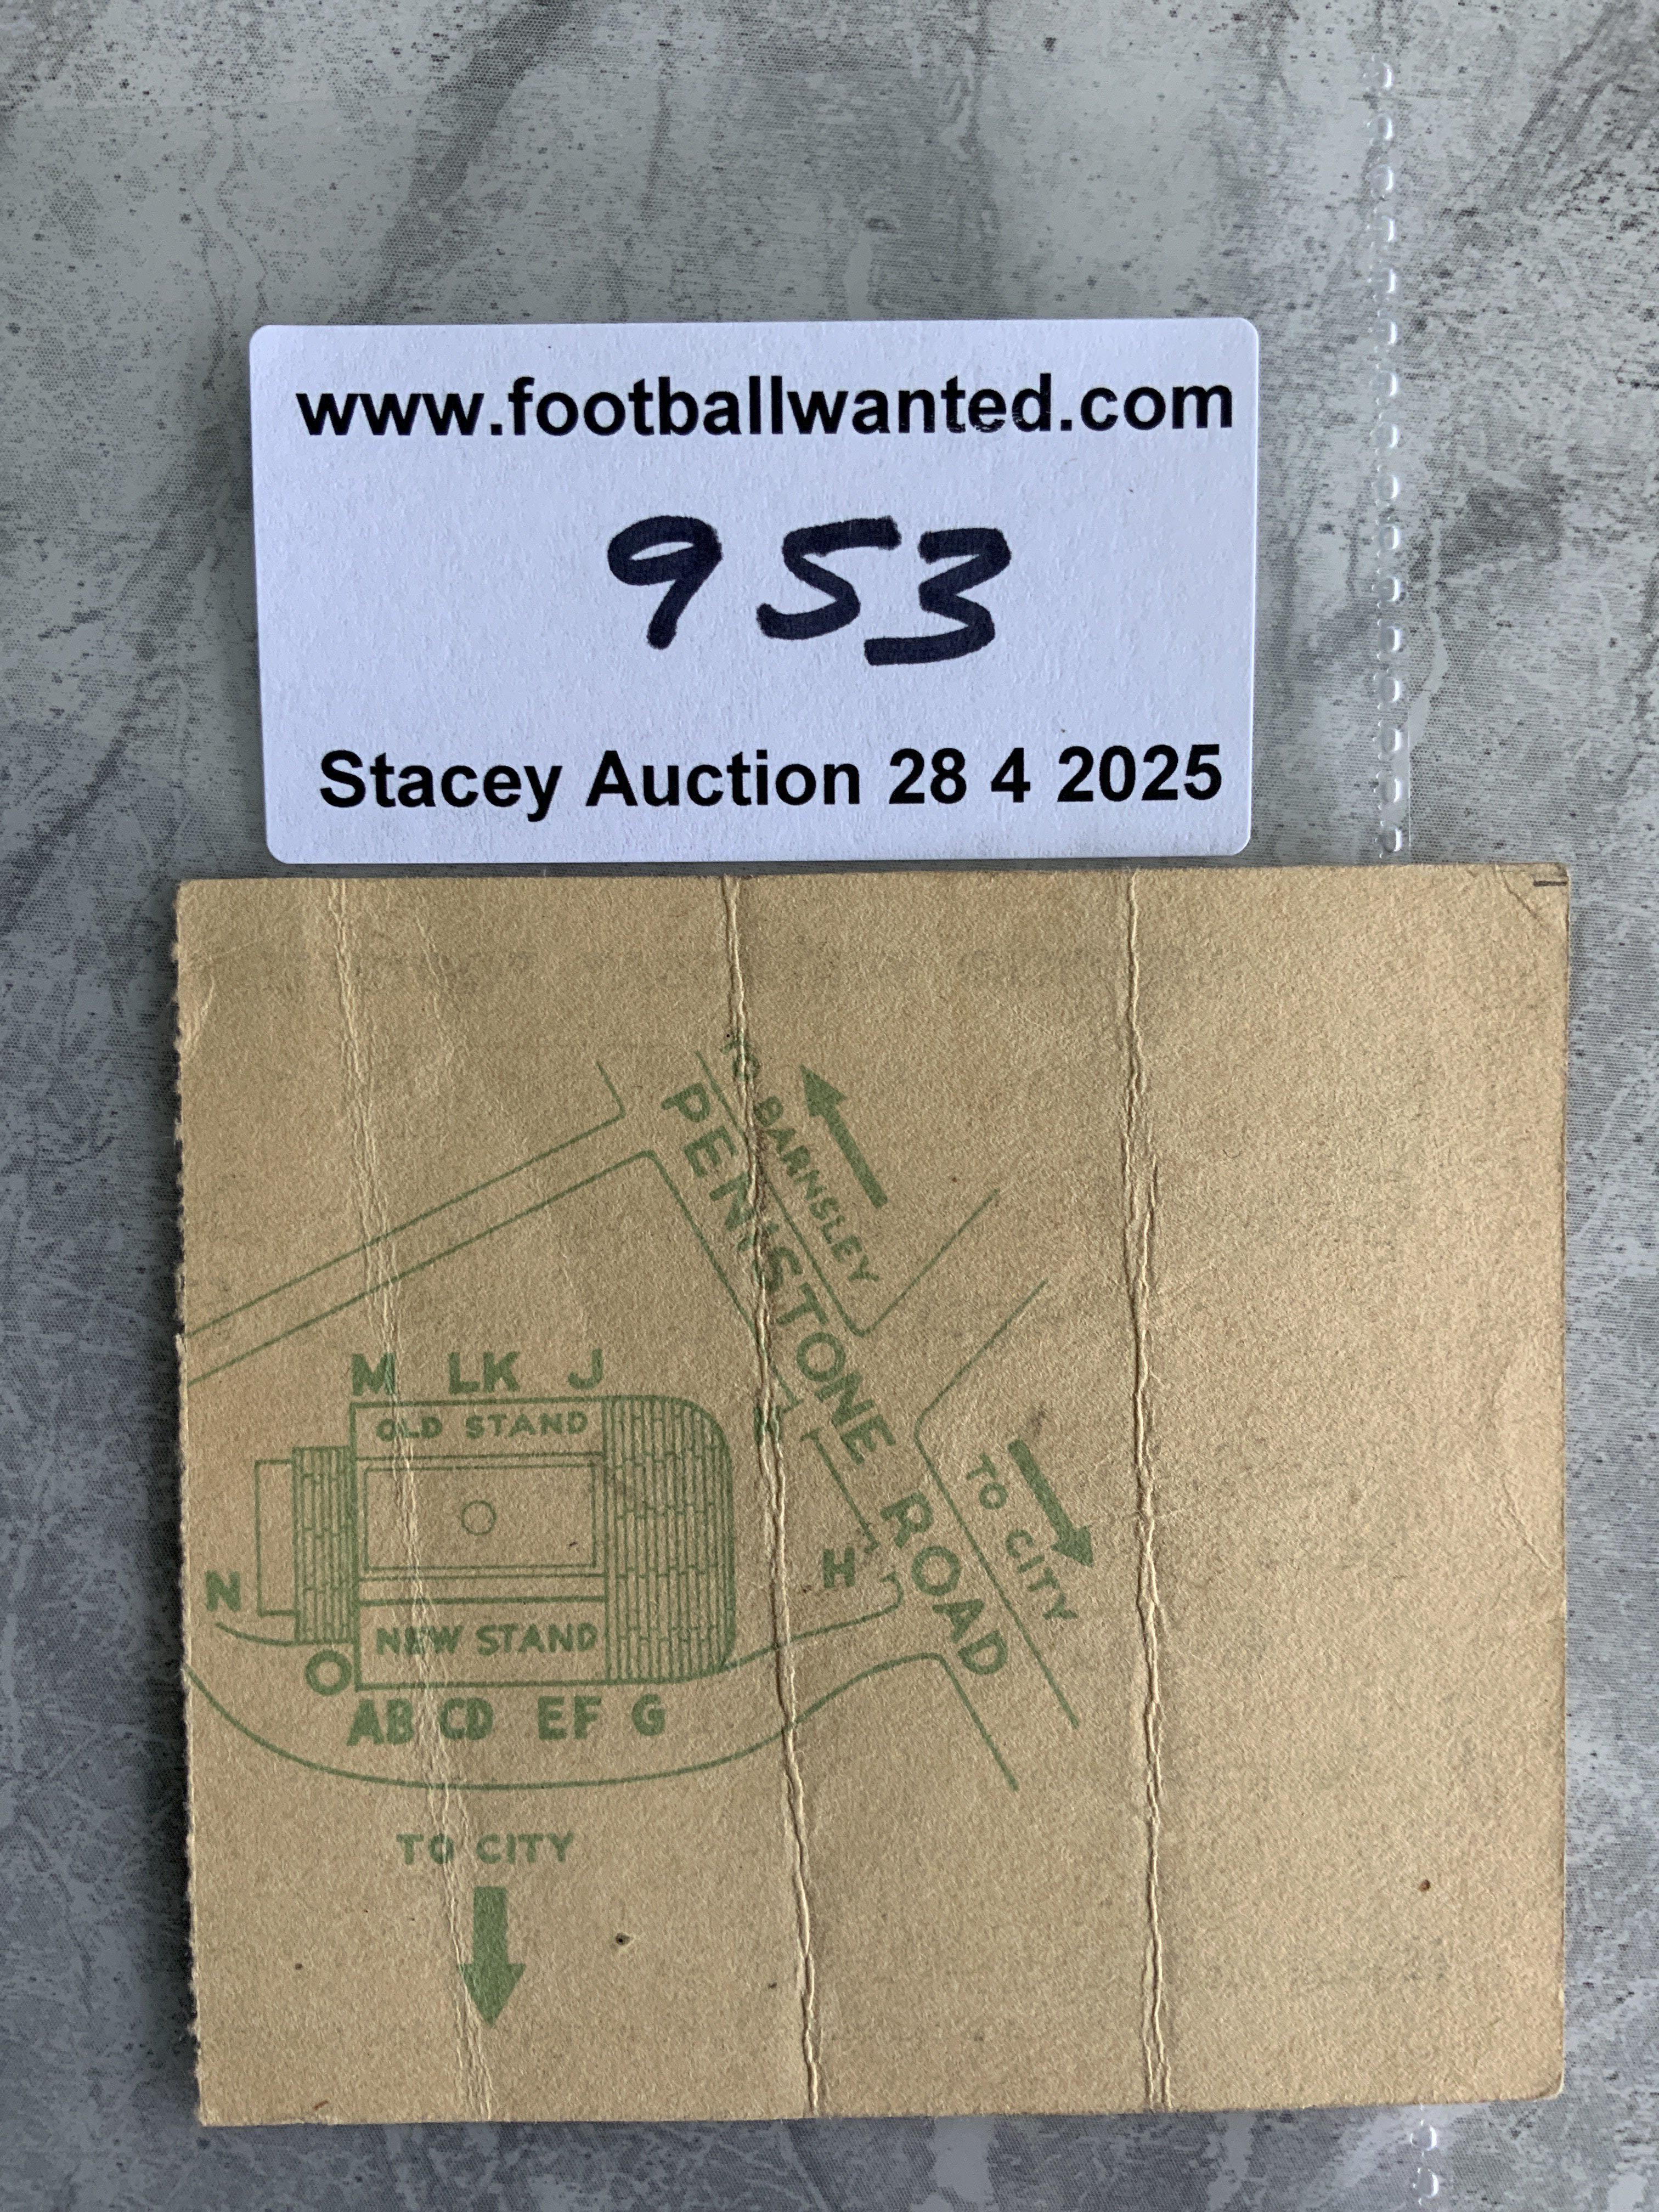 www.footballwanted.com
953
Stacey Auction 28 4 2025
TO BARNSLEY
PENISTONE ROAD
M LK J
OLD STAND
TO CITY
H
N
NEW STAND
O
AB CD EF G
TO CITY